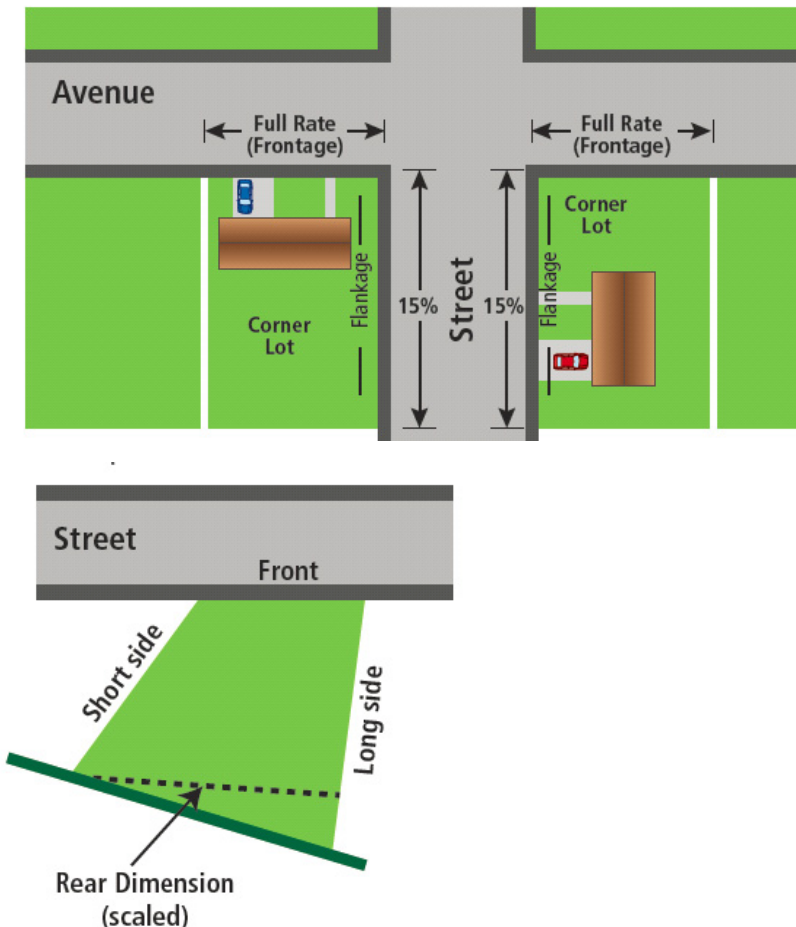 Avenue
Full Rate
(Frontage)
Full Rate
(Frontage)
Corner
Lot
Flankage
15%
Street
15%
Flankage
Corner
Lot
Street
Front
Short side
Long side
Rear Dimension
(scaled)